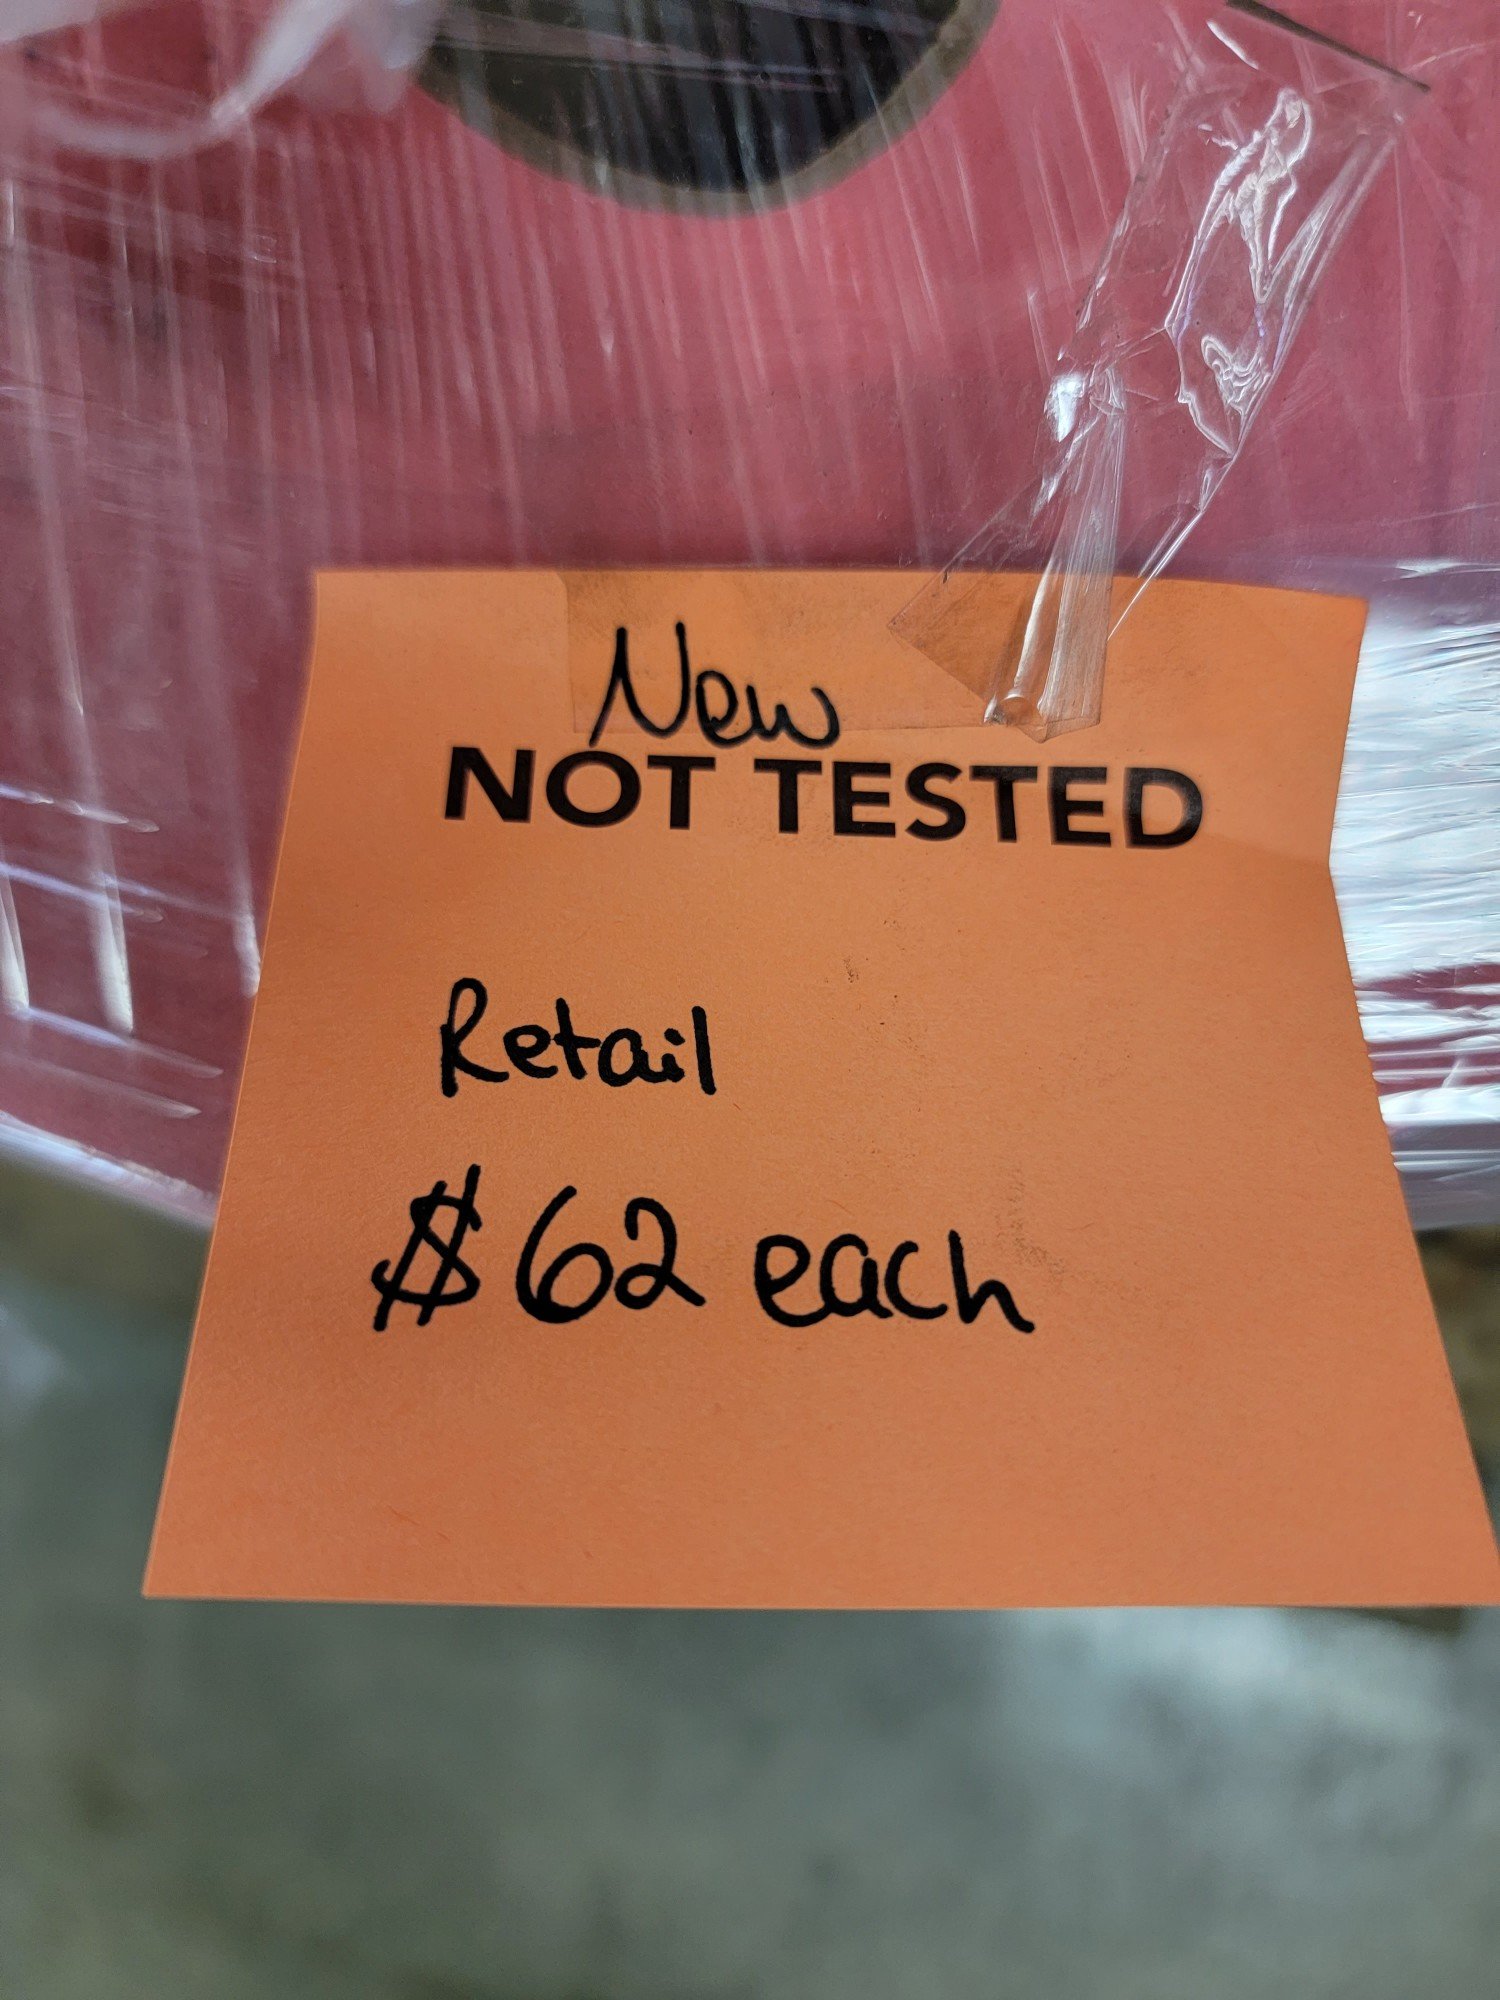 New
NOT TESTED
Retail
$62 each